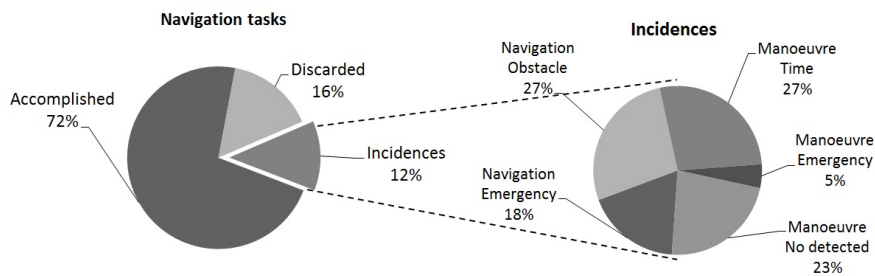 Navigation tasks
Discarded
16%
Accomplished
72%
Incidences
12%
Incidences
Navigation
Obstacle
27%
Manoeuvre
Time
27%
Manoeuvre
Emergency
5%
Navigation
Emergency
18%
Manoeuvre
No detected
23%